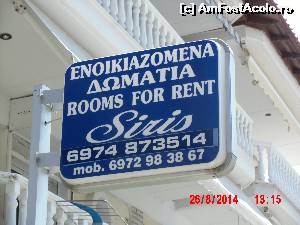 (c) AmFostAcolo.ro
ΕΝΟΙΚΙΑΖΟΜΕΝΑ
ΔΩΜΑΤΙΑ
ROOMS FOR RENT
Siris
6974 873514
mob. 6972 98 38 67
26/8/2014 13:15